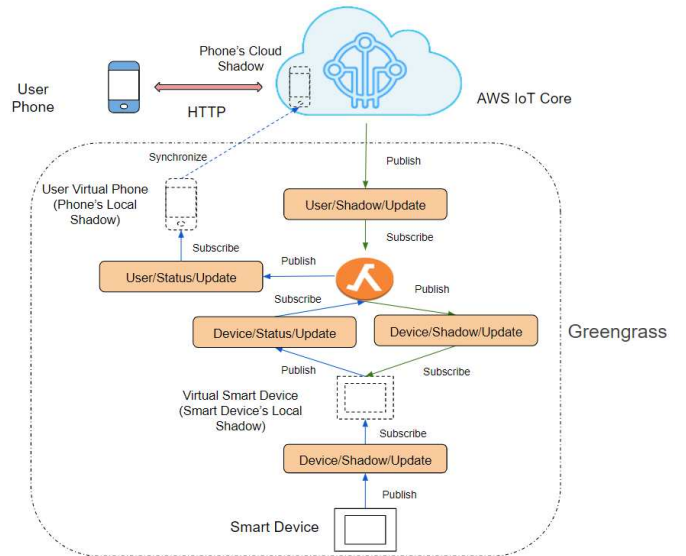 Phone's Cloud
Shadow
User
Phone
HTTP
AWS IoT Core
Synchronize
Publish
User Virtual Phone
(Phone's Local
Shadow)
User/Shadow/Update
Subscribe
Subscribe
Publish
User/Status/Update
Publish
Subscribe
Device/Status/Update
Device/Shadow/Update
Greengrass
Publish
Subscribe
Virtual Smart Device
(Smart Device's Local
Shadow)
Subscribe
Device/Shadow/Update
Publish
Smart Device